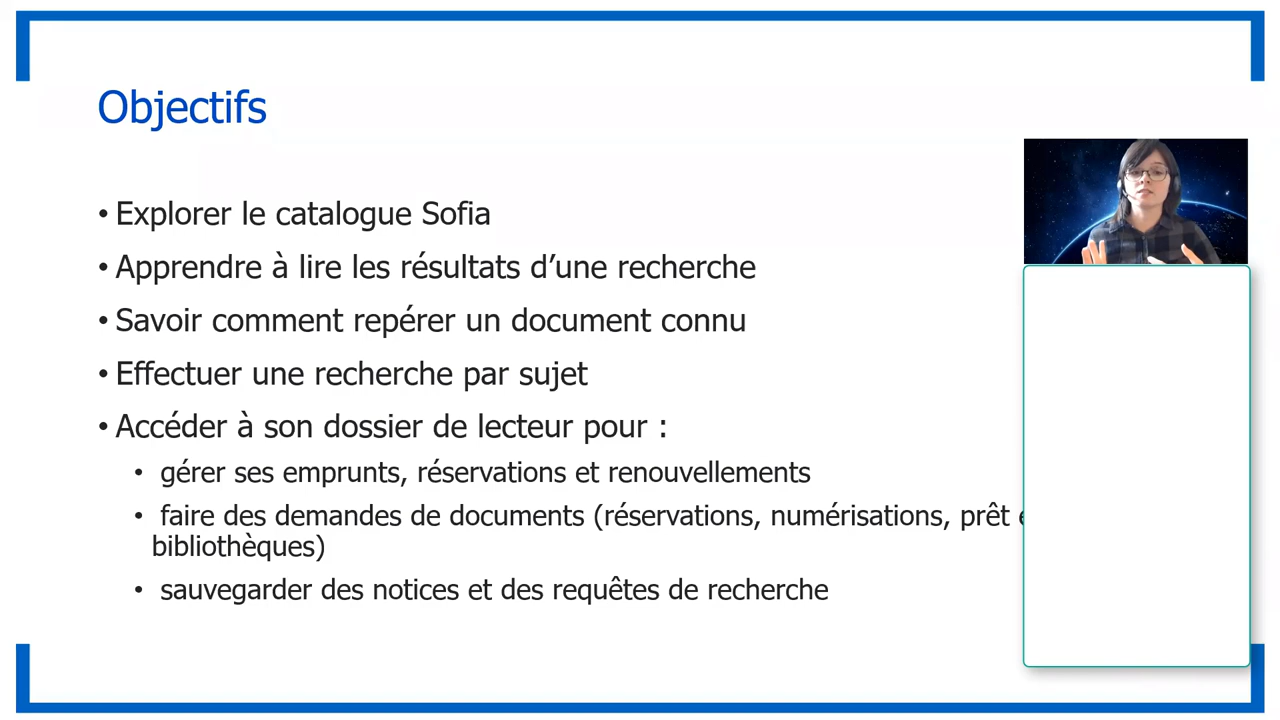 Objectifs
• Explorer le catalogue Sofia
• Apprendre à lire les résultats d’une recherche
• Savoir comment repérer un document connu
• Effectuer une recherche par sujet
• Accéder à son dossier de lecteur pour :
• gérer ses emprunts, réservations et renouvellements
• faire des demandes de documents (réservations, numérisations, prêt
bibliothèques)
• sauvegarder des notices et des requêtes de recherche